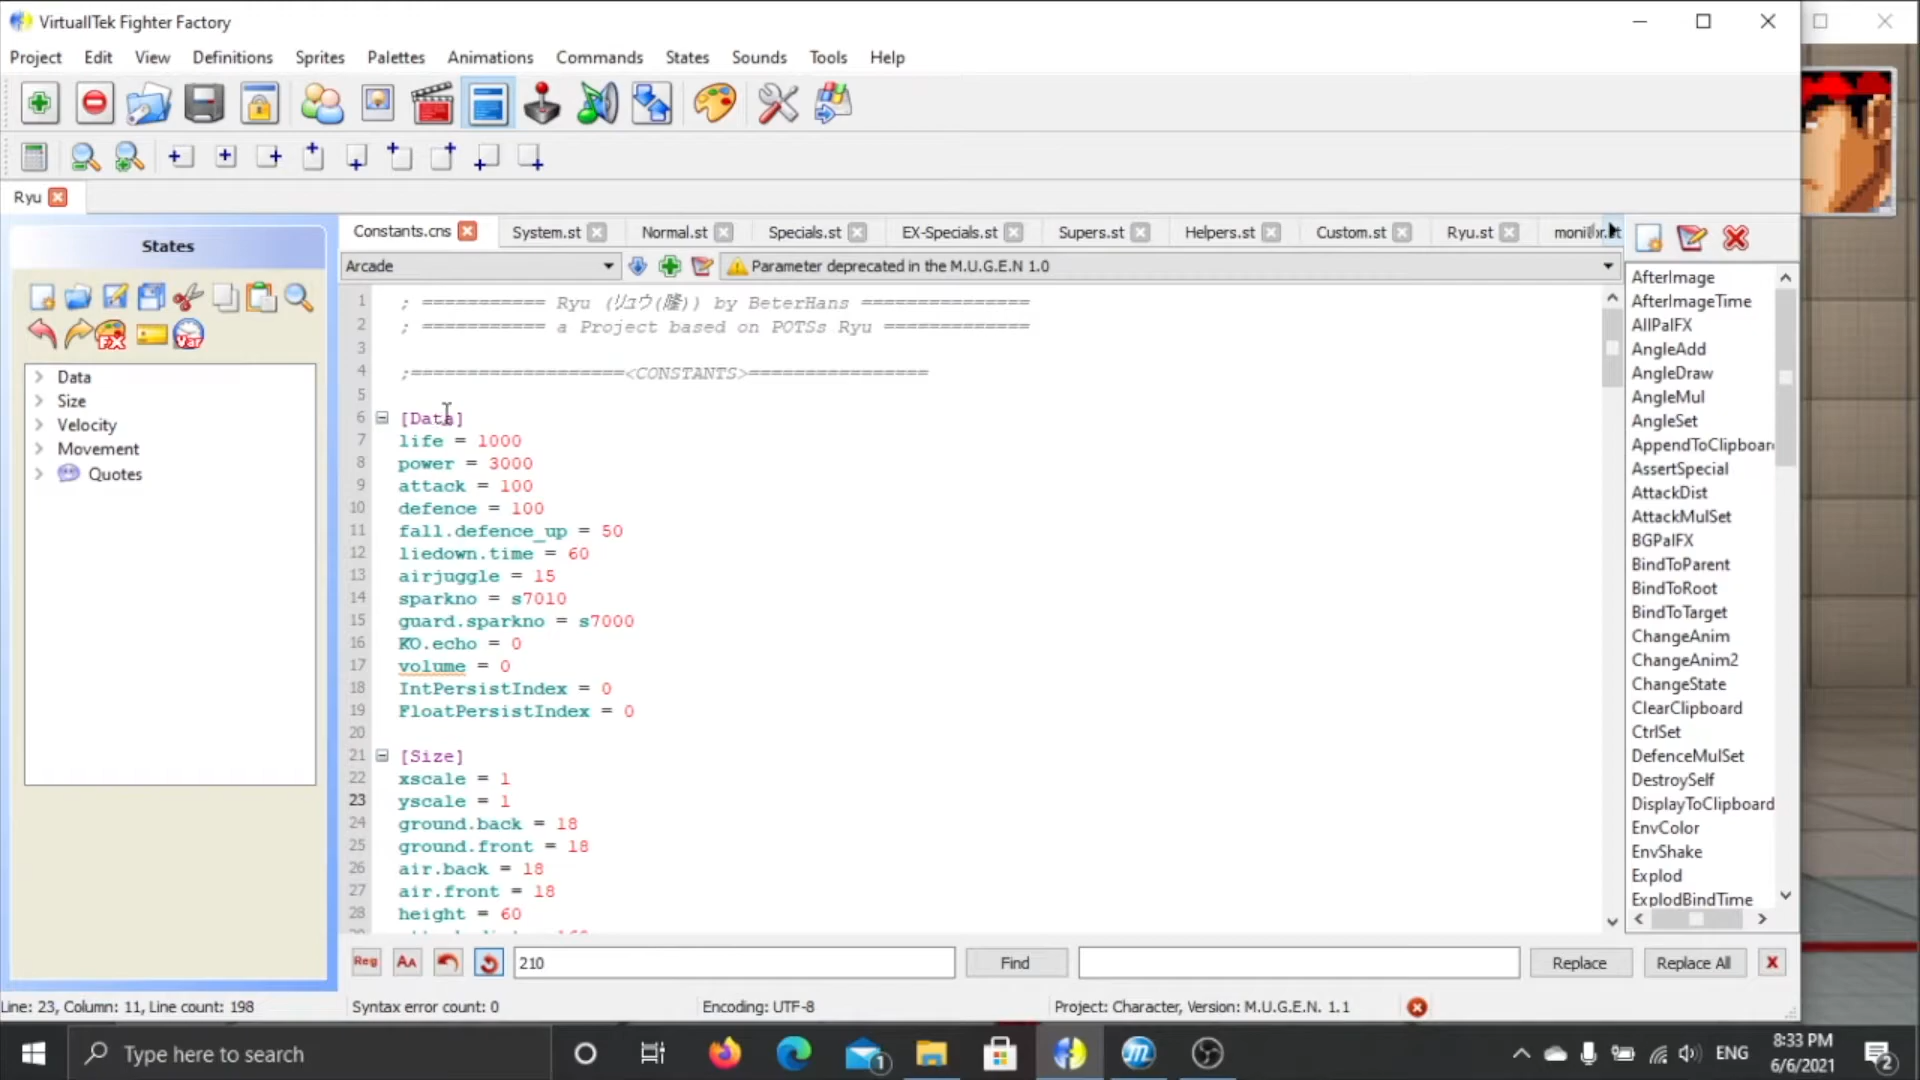 VirtuallTek Fighter Factory
Project Edit View Definitions Sprites Palettes Animations Commands States Sounds Tools Help
Ryu
States
Data
Size
Velocity
Movement
Quotes
Constants.cns System.st Normal.st Specials.st EX-Specials.st Supers.st Helpers.st Custom.st Ryu.st
Arcade Parameter deprecated in the M.U.G.E.N 1.0
1 ; =========== Ryu (リュウ(隆)) by BeterHans ===============
2 ; =========== a Project based on POTSs Ryu =============
3
4 ;===================<CONSTANTS>================
5
6 [Data]
7 life = 1000
8 power = 3000
9 attack = 100
10 defence = 100
11 fall.defence_up = 50
12 liedown.time = 60
13 airjuggle = 15
14 sparkno = s7010
15 guard.sparkno = s7000
16 KO.echo = 0
17 volume = 0
18 IntPersistIndex = 0
19 FloatPersistIndex = 0
20
21 [Size]
22 xscale = 1
23 yscale = 1
24 ground.back = 18
25 ground.front = 18
26 air.back = 18
27 air.front = 18
28 height = 60
AfterImage
AfterImageTime
AllPalFX
AngleAdd
AngleDraw
AngleMul
AngleSet
AppendToClipboard
AssertSpecial
AttackDist
AttackMulSet
BGPalFX
BindToParent
BindToRoot
BindToTarget
ChangeAnim
ChangeAnim2
ChangeState
ClearClipboard
CtrlSet
DefenceMulSet
DestroySelf
DisplayToClipboard
EnvColor
EnvShake
Explod
ExplodBindTime
Reg AA 210 Find Replace Replace All
Line: 23, Column: 11, Line count: 198 Syntax error count: 0 Encoding: UTF-8 Project: Character, Version: M.U.G.E.N. 1.1
Type here to search
1
ENG
8:33 PM
6/6/2021
2